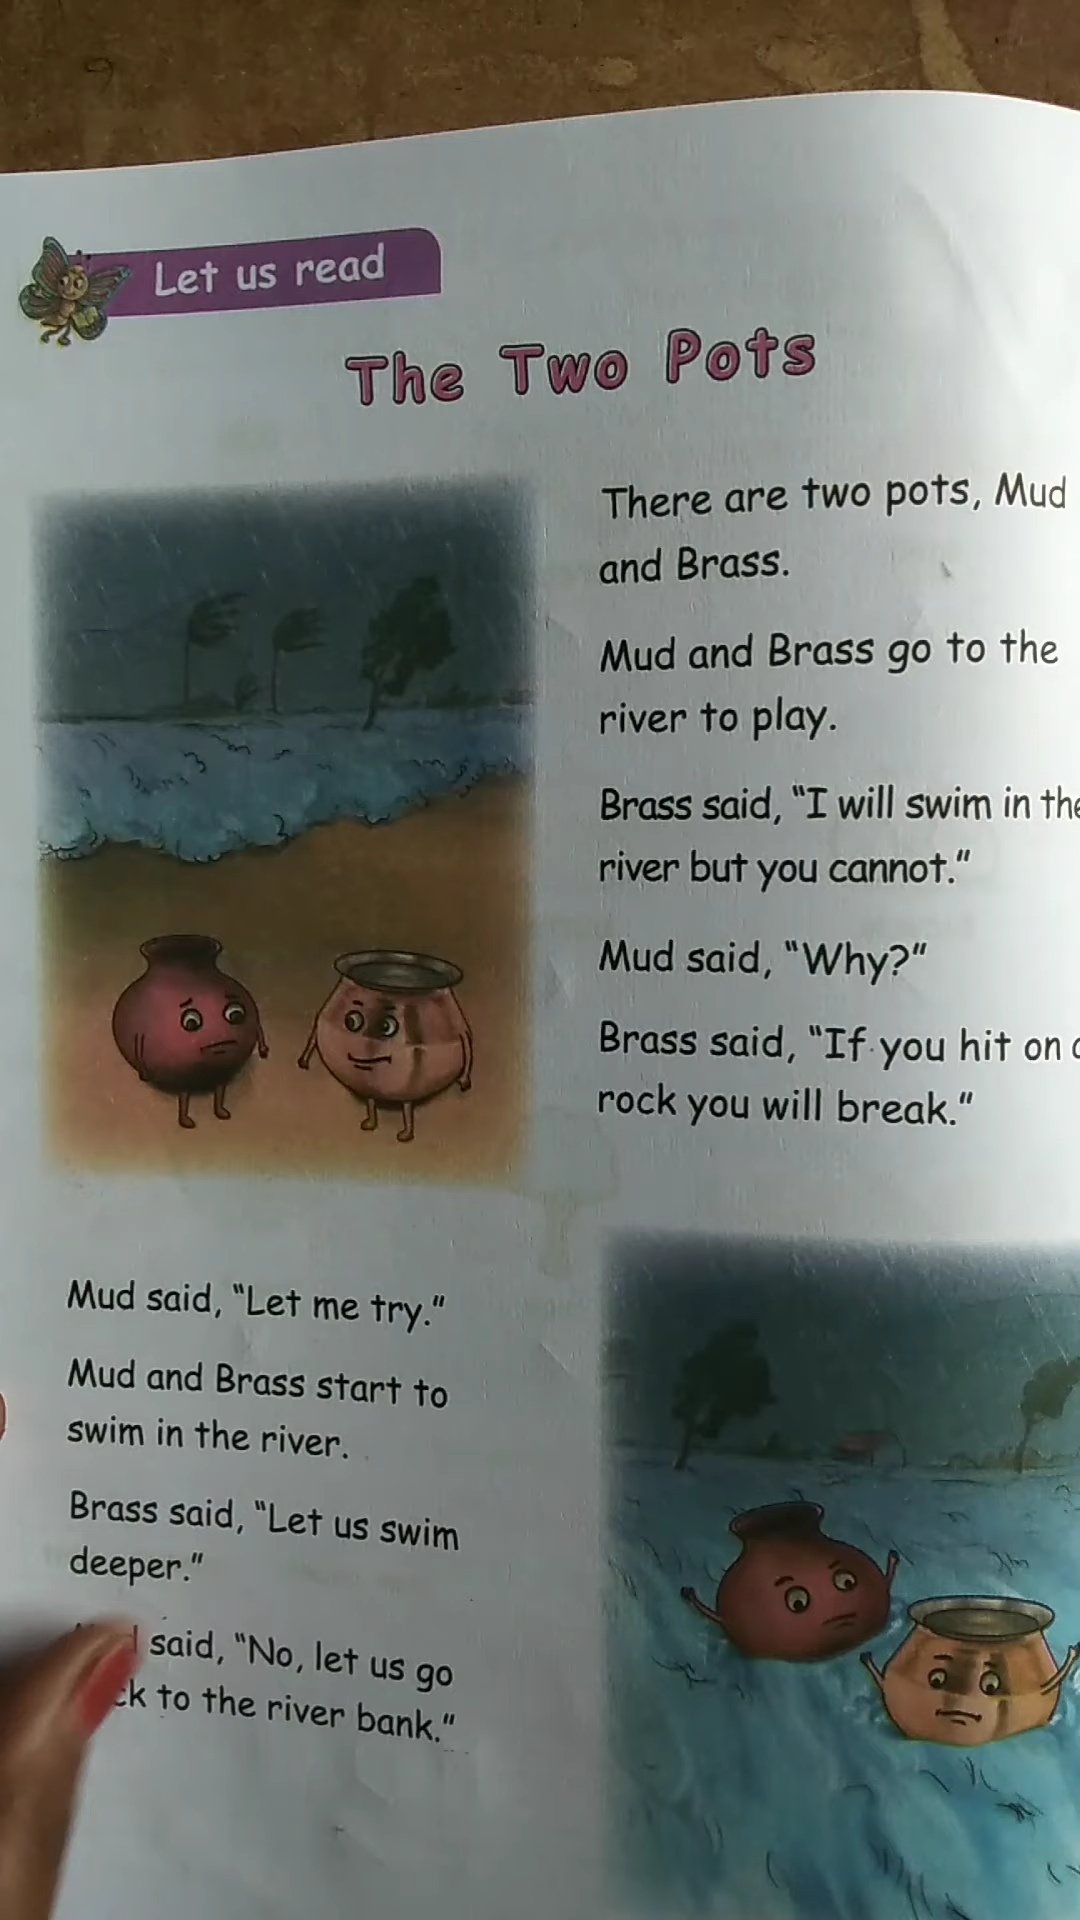 Let us read
The Two Pots
There are two pots, Mud
and Brass.
Mud and Brass go to the
river to play.
Brass said, “I will swim in the
river but you cannot.”
Mud said, “Why?”
Brass said, “If you hit on a
rock you will break.”
Mud said, “Let me try.”
Mud and Brass start to
swim in the river.
Brass said, “Let us swim
deeper.”
said, “No, let us go
to the river bank.”